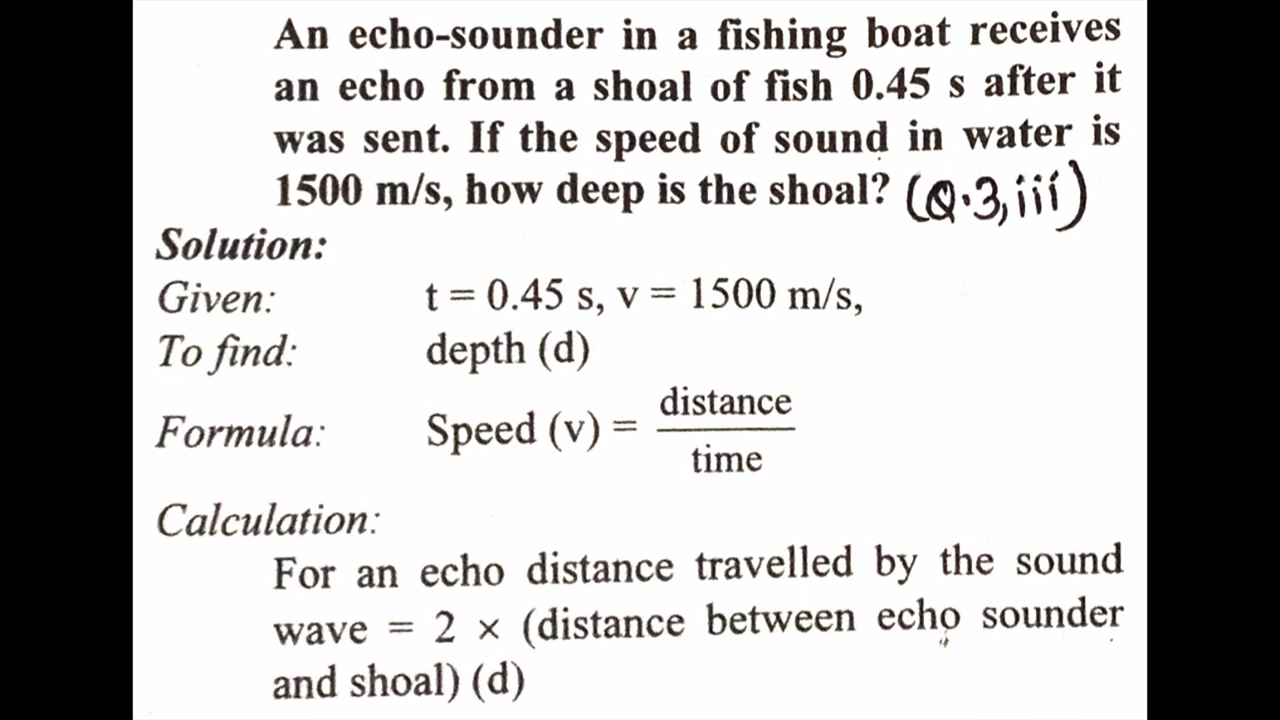 An echo-sounder in a fishing boat receives
an echo from a shoal of fish 0.45 s after it
was sent. If the speed of sound in water is
1500 m/s, how deep is the shoal? (Q.3,iii)
Solution:
Given: t = 0.45 s, v = 1500 m/s,
To find: depth (d)
Formula: Speed (v) = distance / time
Calculation:
For an echo distance travelled by the sound
wave = 2 × (distance between echo sounder
and shoal) (d)